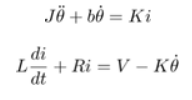 Jθ̈ + bθ̇ = Ki
L di/dt + Ri = V − Kθ̇